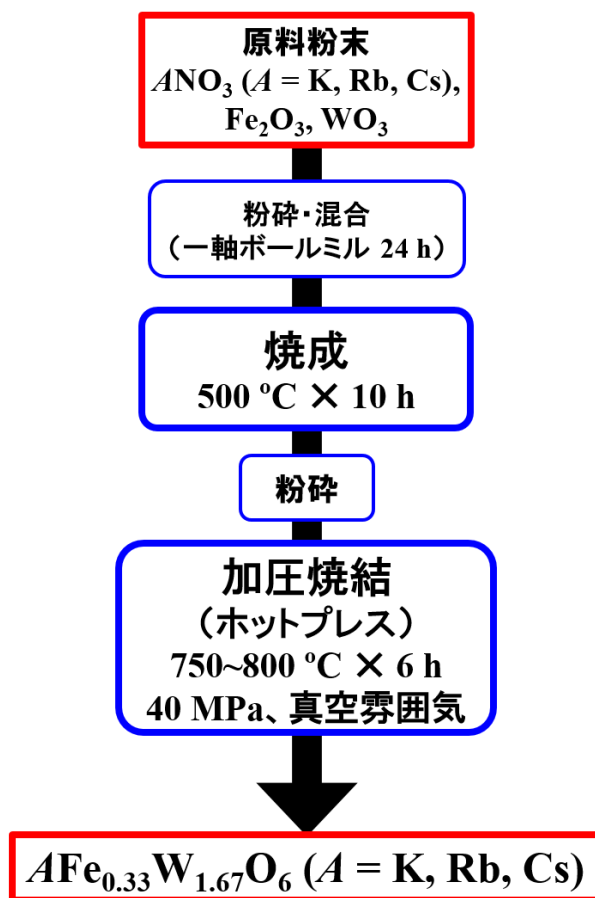 原料粉末
ANO₃ (A = K, Rb, Cs),
Fe₂O₃, WO₃
粉砕・混合
(一軸ボールミル 24 h)
焼成
500 ºC × 10 h
粉砕
加圧焼結
(ホットプレス)
750~800 ºC × 6 h
40 MPa、真空雰囲気
AFe₀.₃₃W₁.₆₇O₆ (A = K, Rb, Cs)